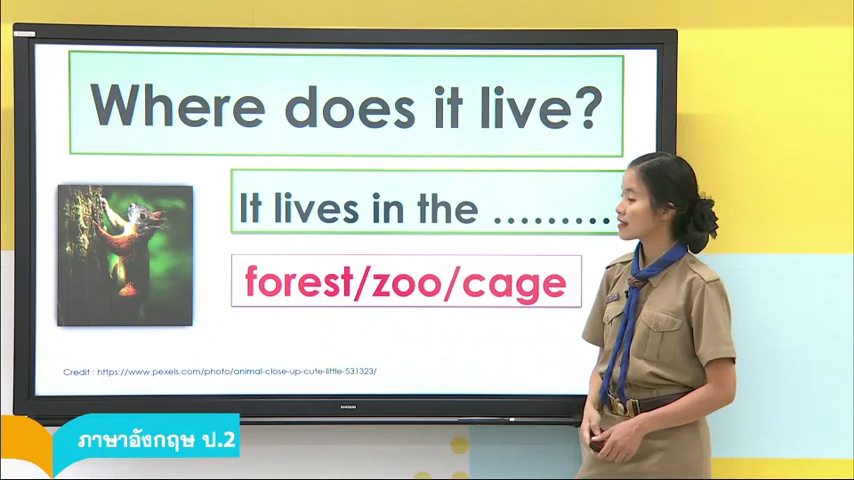 Where does it live?
It lives in the .........
forest/zoo/cage
Credit : https://www.pexels.com/photo/animal-close-up-cute-little-531323/
SAMSUNG
ภาษาอังกฤษ ป.2